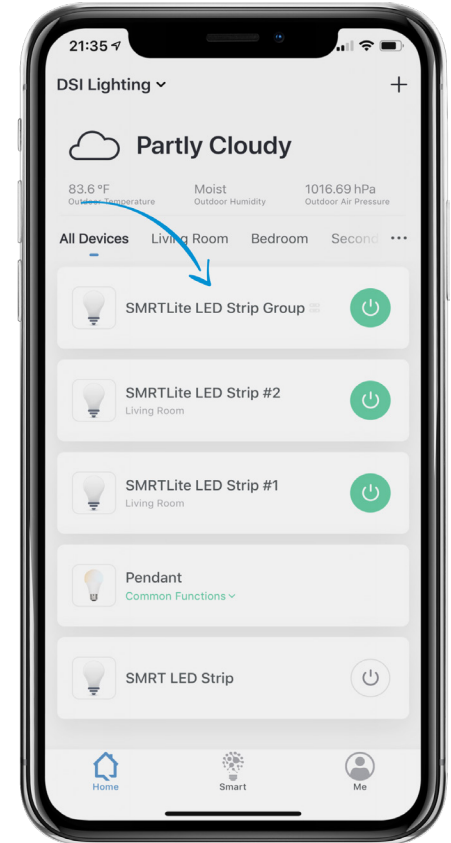 21:35
DSI Lighting
Partly Cloudy
83.6 °F Moist 1016.69 hPa
Outdoor Temperature Outdoor Humidity Outdoor Air Pressure
All Devices Living Room Bedroom Second ...
SMRTLite LED Strip Group
SMRTLite LED Strip #2
Living Room
SMRTLite LED Strip #1
Living Room
Pendant
Common Functions
SMRT LED Strip
Home Smart Me